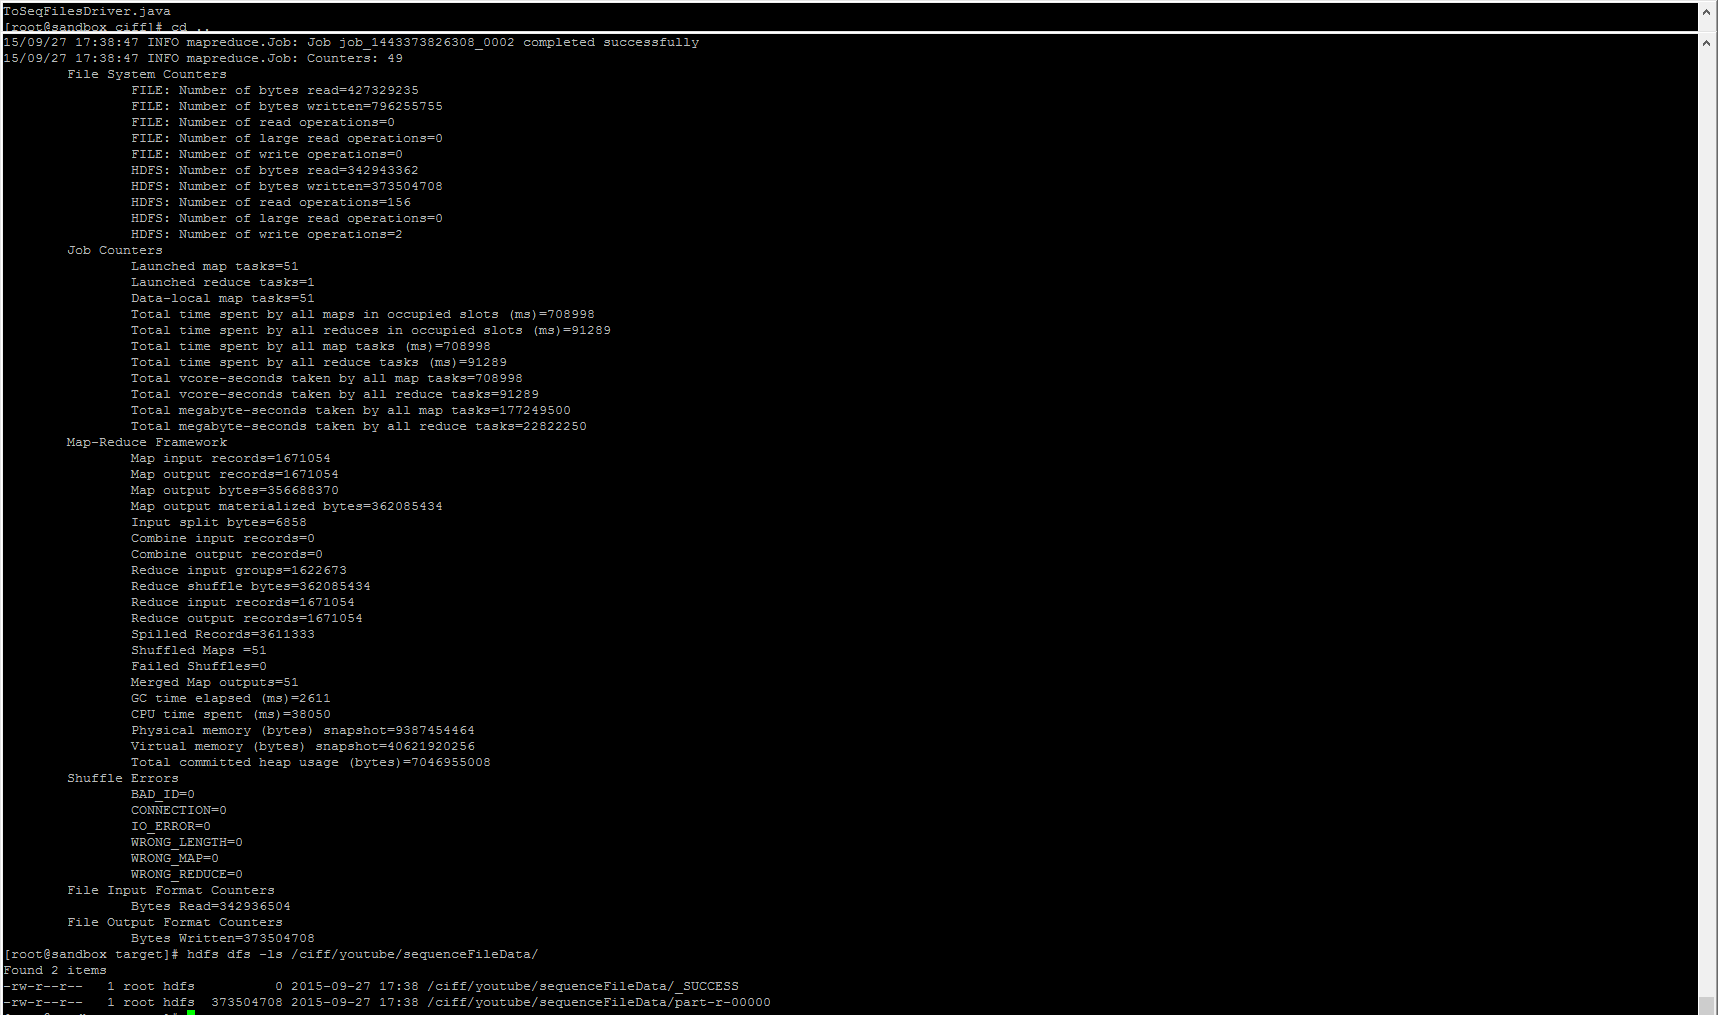 ToSeqFilesDriver.java
[root@sandbox ciff]# cd ..
15/09/27 17:38:47 INFO mapreduce.Job: Job job_1443373826308_0002 completed successfully
15/09/27 17:38:47 INFO mapreduce.Job: Counters: 49
File System Counters
FILE: Number of bytes read=427329235
FILE: Number of bytes written=796255755
FILE: Number of read operations=0
FILE: Number of large read operations=0
FILE: Number of write operations=0
HDFS: Number of bytes read=342943362
HDFS: Number of bytes written=373504708
HDFS: Number of read operations=156
HDFS: Number of large read operations=0
HDFS: Number of write operations=2
Job Counters
Launched map tasks=51
Launched reduce tasks=1
Data-local map tasks=51
Total time spent by all maps in occupied slots (ms)=708998
Total time spent by all reduces in occupied slots (ms)=91289
Total time spent by all map tasks (ms)=708998
Total time spent by all reduce tasks (ms)=91289
Total vcore-seconds taken by all map tasks=708998
Total vcore-seconds taken by all reduce tasks=91289
Total megabyte-seconds taken by all map tasks=177249500
Total megabyte-seconds taken by all reduce tasks=22822250
Map-Reduce Framework
Map input records=1671054
Map output records=1671054
Map output bytes=356688370
Map output materialized bytes=362085434
Input split bytes=6858
Combine input records=0
Combine output records=0
Reduce input groups=1622673
Reduce shuffle bytes=362085434
Reduce input records=1671054
Reduce output records=1671054
Spilled Records=3611333
Shuffled Maps =51
Failed Shuffles=0
Merged Map outputs=51
GC time elapsed (ms)=2611
CPU time spent (ms)=38050
Physical memory (bytes) snapshot=9387454464
Virtual memory (bytes) snapshot=40621920256
Total committed heap usage (bytes)=7046955008
Shuffle Errors
BAD_ID=0
CONNECTION=0
IO_ERROR=0
WRONG_LENGTH=0
WRONG_MAP=0
WRONG_REDUCE=0
File Input Format Counters
Bytes Read=342936504
File Output Format Counters
Bytes Written=373504708
[root@sandbox target]# hdfs dfs -ls /ciff/youtube/sequenceFileData/
Found 2 items
-rw-r--r--   1 root hdfs          0 2015-09-27 17:38 /ciff/youtube/sequenceFileData/_SUCCESS
-rw-r--r--   1 root hdfs  373504708 2015-09-27 17:38 /ciff/youtube/sequenceFileData/part-r-00000